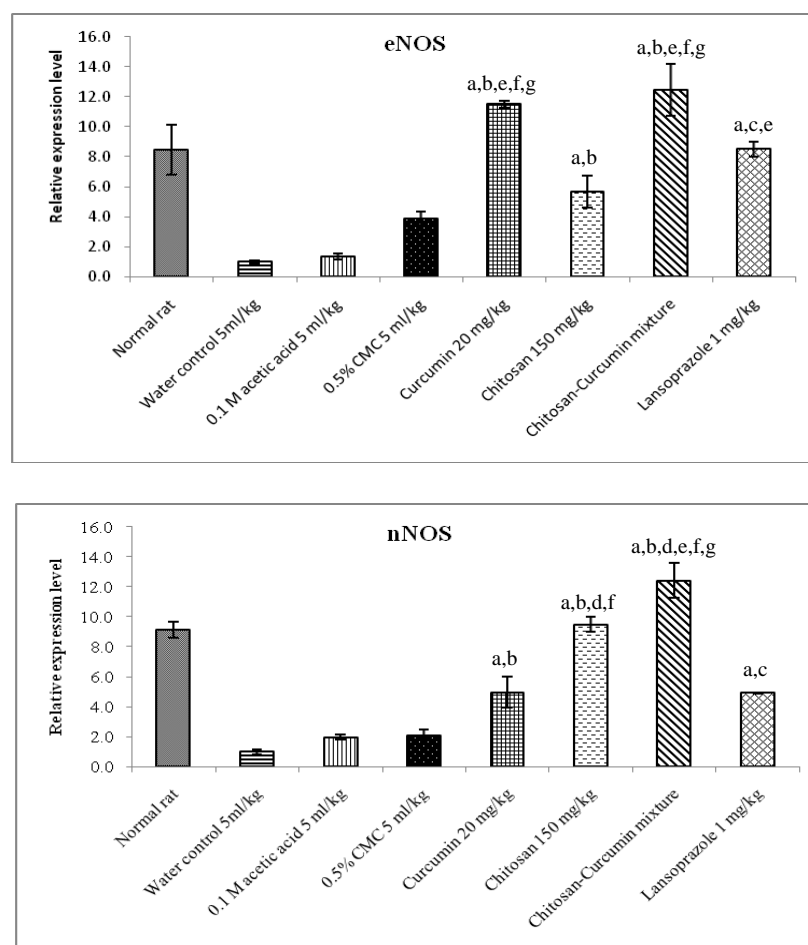 eNOS
Relative expression level
16.0
14.0
12.0
10.0
8.0
6.0
4.0
2.0
0.0
a,b,e,f,g
a,b
a,b,e,f,g
a,c,e
Normal rat
Water control 5ml/kg
0.1 M acetic acid 5 ml/kg
0.5% CMC 5 ml/kg
Curcumin 20 mg/kg
Chitosan 150 mg/kg
Chitosan-Curcumin mixture
Lansoprazole 1 mg/kg
nNOS
Relative expression level
16.0
14.0
12.0
10.0
8.0
6.0
4.0
2.0
0.0
a,b
a,b,d,f
a,b,d,e,f,g
a,c
Normal rat
Water control 5ml/kg
0.1 M acetic acid 5 ml/kg
0.5% CMC 5 ml/kg
Curcumin 20 mg/kg
Chitosan 150 mg/kg
Chitosan-Curcumin mixture
Lansoprazole 1 mg/kg